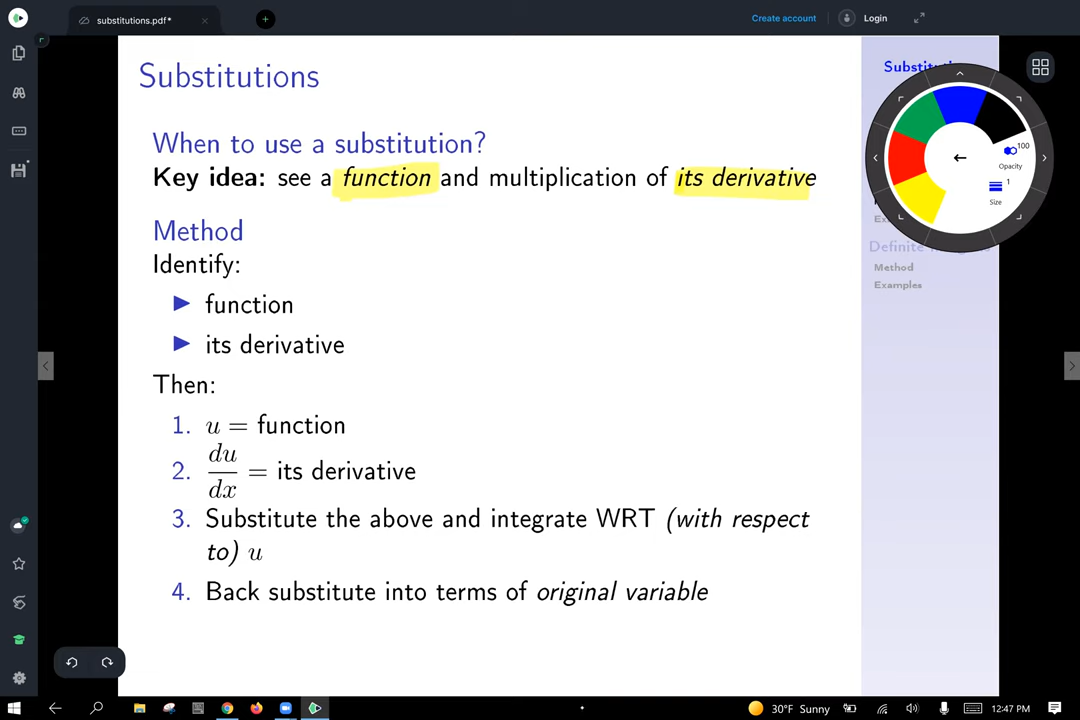 substitutions.pdf*
Create account
Login
Substitutions
When to use a substitution?
Key idea: see a function and multiplication of its derivative
Method
Identify:
▶ function
▶ its derivative
Then:
1. u = function
2. du/dx = its derivative
3. Substitute the above and integrate WRT (with respect
to) u
4. Back substitute into terms of original variable
100
Opacity
1
Size
Method
Examples
30°F Sunny
12:47 PM